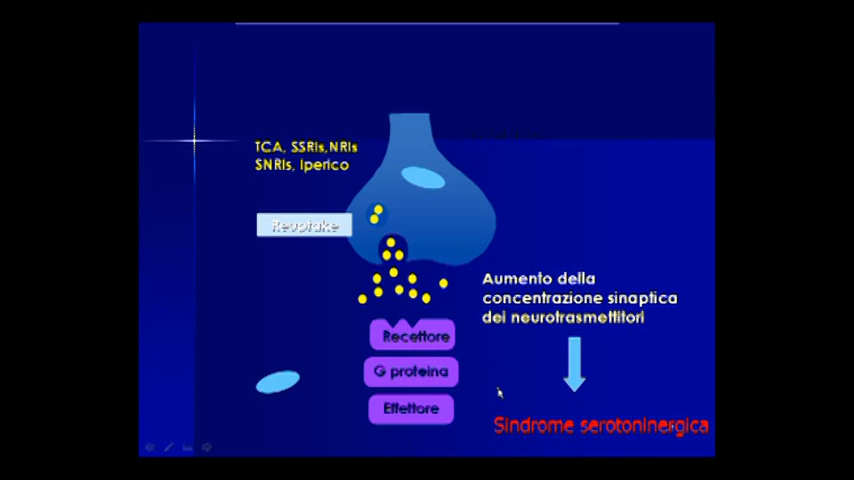 TCA, SSRIs,NRIs
SNRIs, Iperico
Reuptake
Aumento della
concentrazione sinaptica
dei neurotrasmettitori
Recettore
G proteina
Effettore
Sindrome serotoninergica